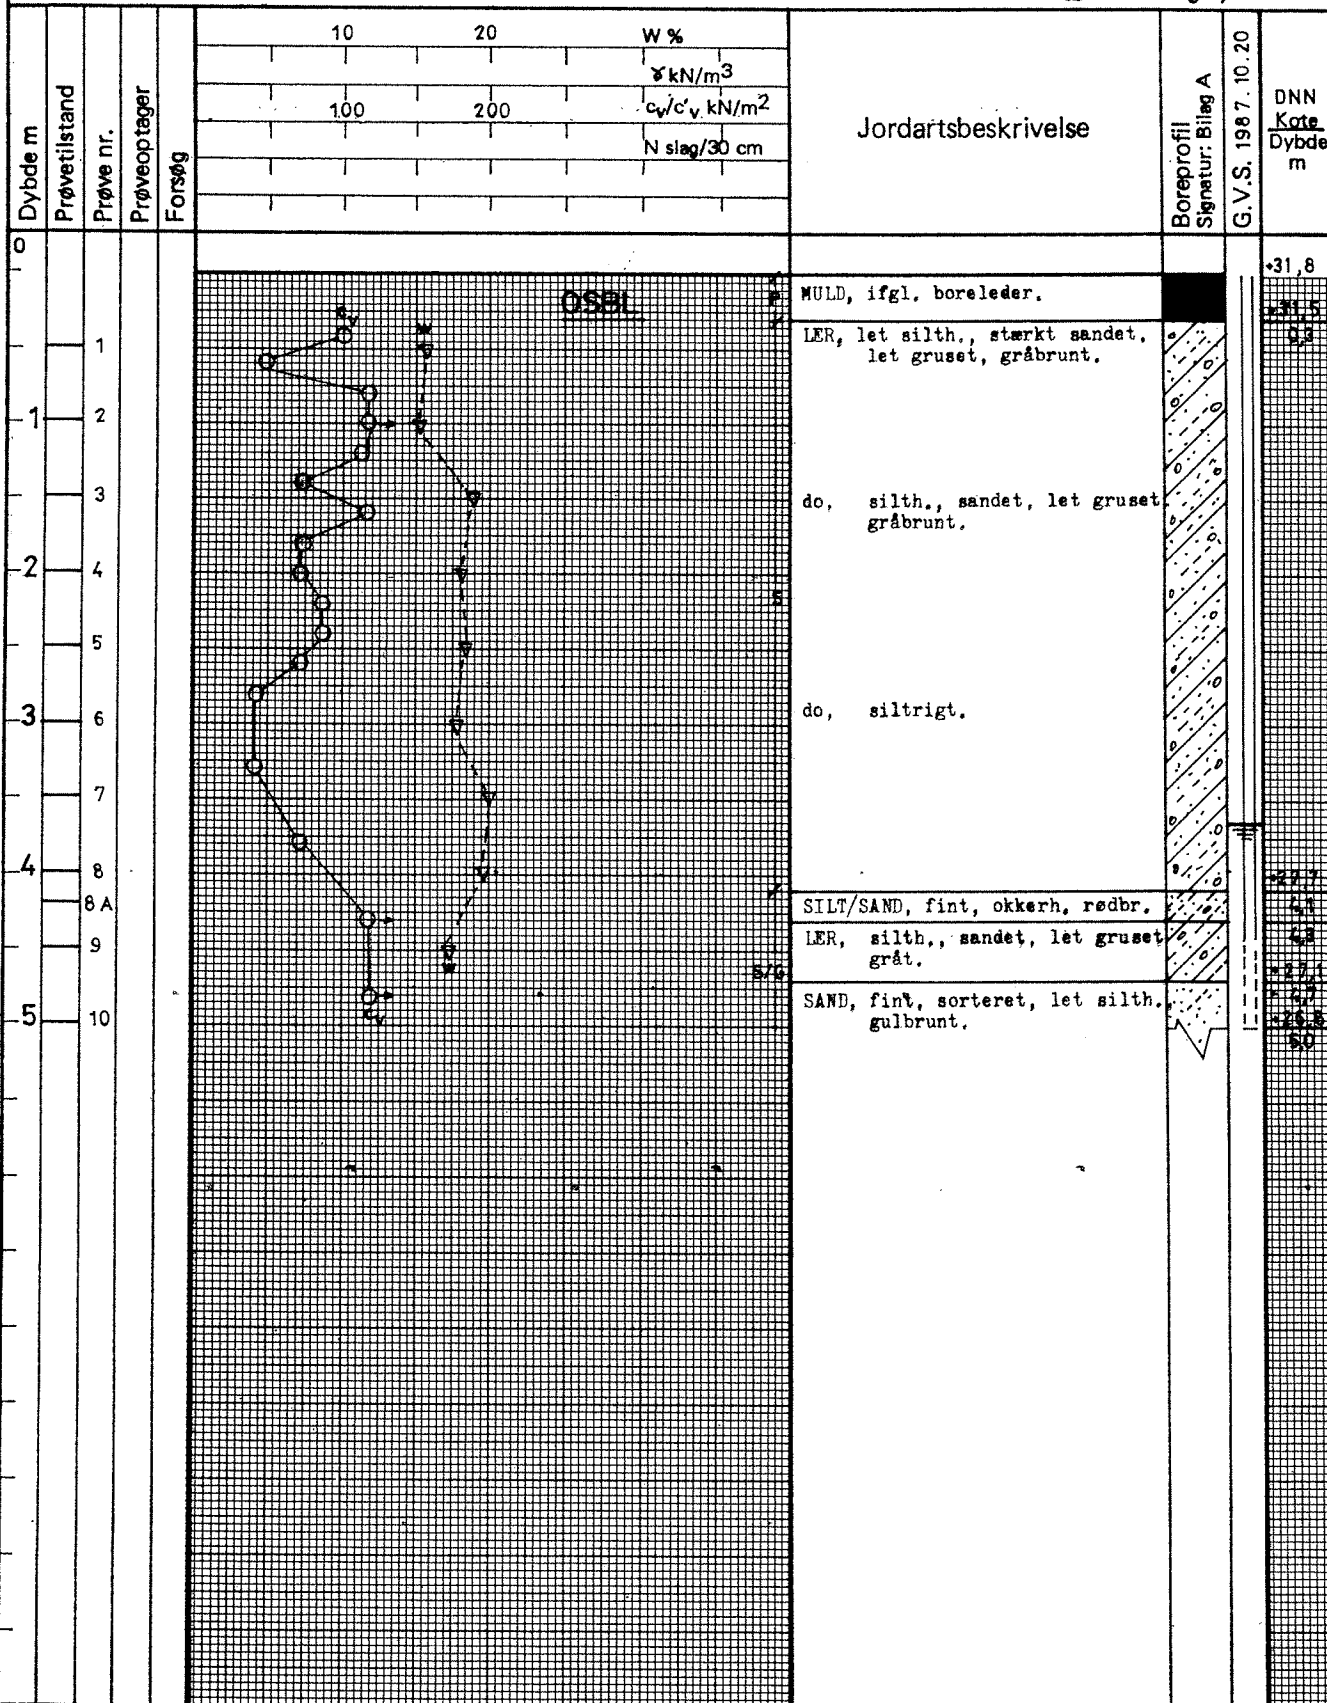 Dybde m
Prøvetilstand
Prøve nr.
Prøveoptager
Forsøg
10 20 W %
γ kN/m³
100 200 cv/c'v kN/m²
N slag/30 cm
Jordartsbeskrivelse
Boreprofil
Signatur: Bilag A
G.V.S. 1987.10.20
DNN
Kote
Dybde
m
0
+31,8
OSBL
P
MULD, ifgl. boreleder.
+31,5
0,3
cv
w
1
LER, let silth., stærkt sandet,
let gruset, gråbrunt.
1
2
3
do, silth., sandet, let gruset
gråbrunt.
2
4
S
5
3
6
do, siltrigt.
7
4
8
+27,7
4,1
8A
SILT/SAND, fint, okkerh. rødbr.
4,3
9
LER, silth., sandet, let gruset
gråt.
w
S/G
+27,1
4,7
SAND, fint, sorteret, let silth.
gulbrunt.
cv
5
10
+26,8
5,0